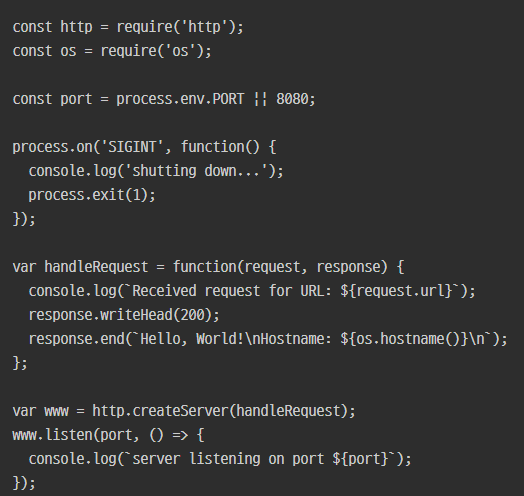 const http = require('http');
const os = require('os');

const port = process.env.PORT || 8080;

process.on('SIGINT', function() {
  console.log('shutting down...');
  process.exit(1);
});

var handleRequest = function(request, response) {
  console.log(`Received request for URL: ${request.url}`);
  response.writeHead(200);
  response.end(`Hello, World!\nHostname: ${os.hostname()}\n`);
};

var www = http.createServer(handleRequest);
www.listen(port, () => {
  console.log(`server listening on port ${port}`);
});